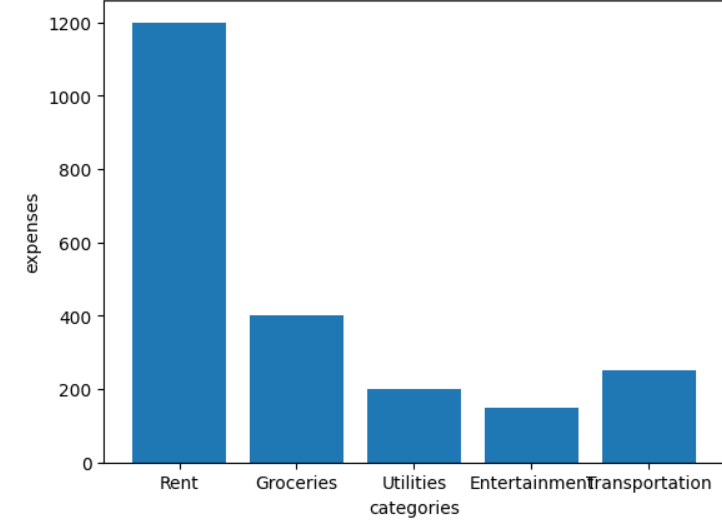 1200
1000
800
600
400
200
0
expenses
Rent Groceries Utilities Entertainment Transportation
categories